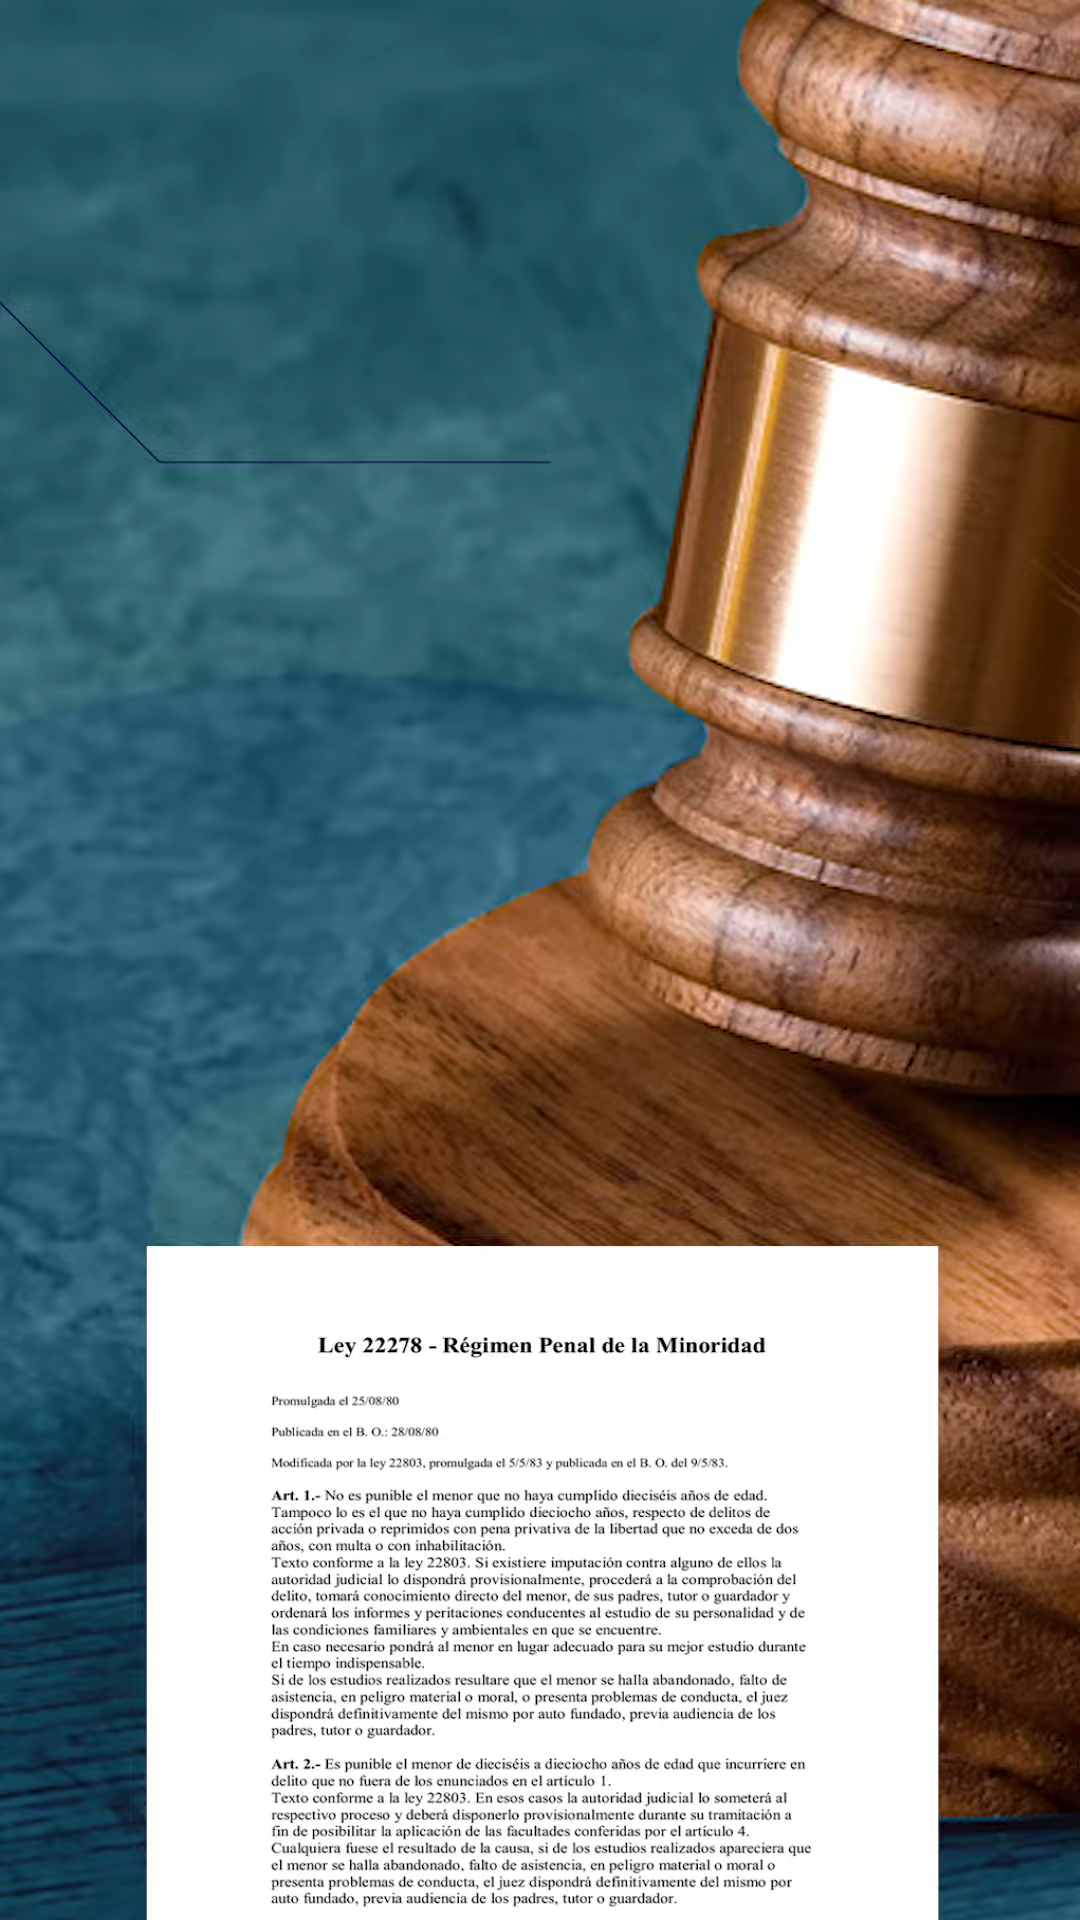 Ley 22278 - Régimen Penal de la Minoridad
Promulgada el 25/08/80
Publicada en el B. O.: 28/08/80
Modificada por la ley 22803, promulgada el 5/5/83 y publicada en el B. O. del 9/5/83.
Art. 1.- No es punible el menor que no haya cumplido dieciséis años de edad.
Tampoco lo es el que no haya cumplido dieciocho años, respecto de delitos de
acción privada o reprimidos con pena privativa de la libertad que no exceda de dos
años, con multa o con inhabilitación.
Texto conforme a la ley 22803. Si existiere imputación contra alguno de ellos la
autoridad judicial lo dispondrá provisionalmente, procederá a la comprobación del
delito, tomará conocimiento directo del menor, de sus padres, tutor o guardador y
ordenará los informes y peritaciones conducentes al estudio de su personalidad y de
las condiciones familiares y ambientales en que se encuentre.
En caso necesario pondrá al menor en lugar adecuado para su mejor estudio durante
el tiempo indispensable.
Si de los estudios realizados resultare que el menor se halla abandonado, falto de
asistencia, en peligro material o moral, o presenta problemas de conducta, el juez
dispondrá definitivamente del mismo por auto fundado, previa audiencia de los
padres, tutor o guardador.
Art. 2.- Es punible el menor de dieciséis a dieciocho años de edad que incurriere en
delito que no fuera de los enunciados en el artículo 1.
Texto conforme a la ley 22803. En esos casos la autoridad judicial lo someterá al
respectivo proceso y deberá disponerlo provisionalmente durante su tramitación a
fin de posibilitar la aplicación de las facultades conferidas por el artículo 4.
Cualquiera fuese el resultado de la causa, si de los estudios realizados apareciera que
el menor se halla abandonado, falto de asistencia, en peligro material o moral o
presenta problemas de conducta, el juez dispondrá definitivamente del mismo por
auto fundado, previa audiencia de los padres, tutor o guardador.